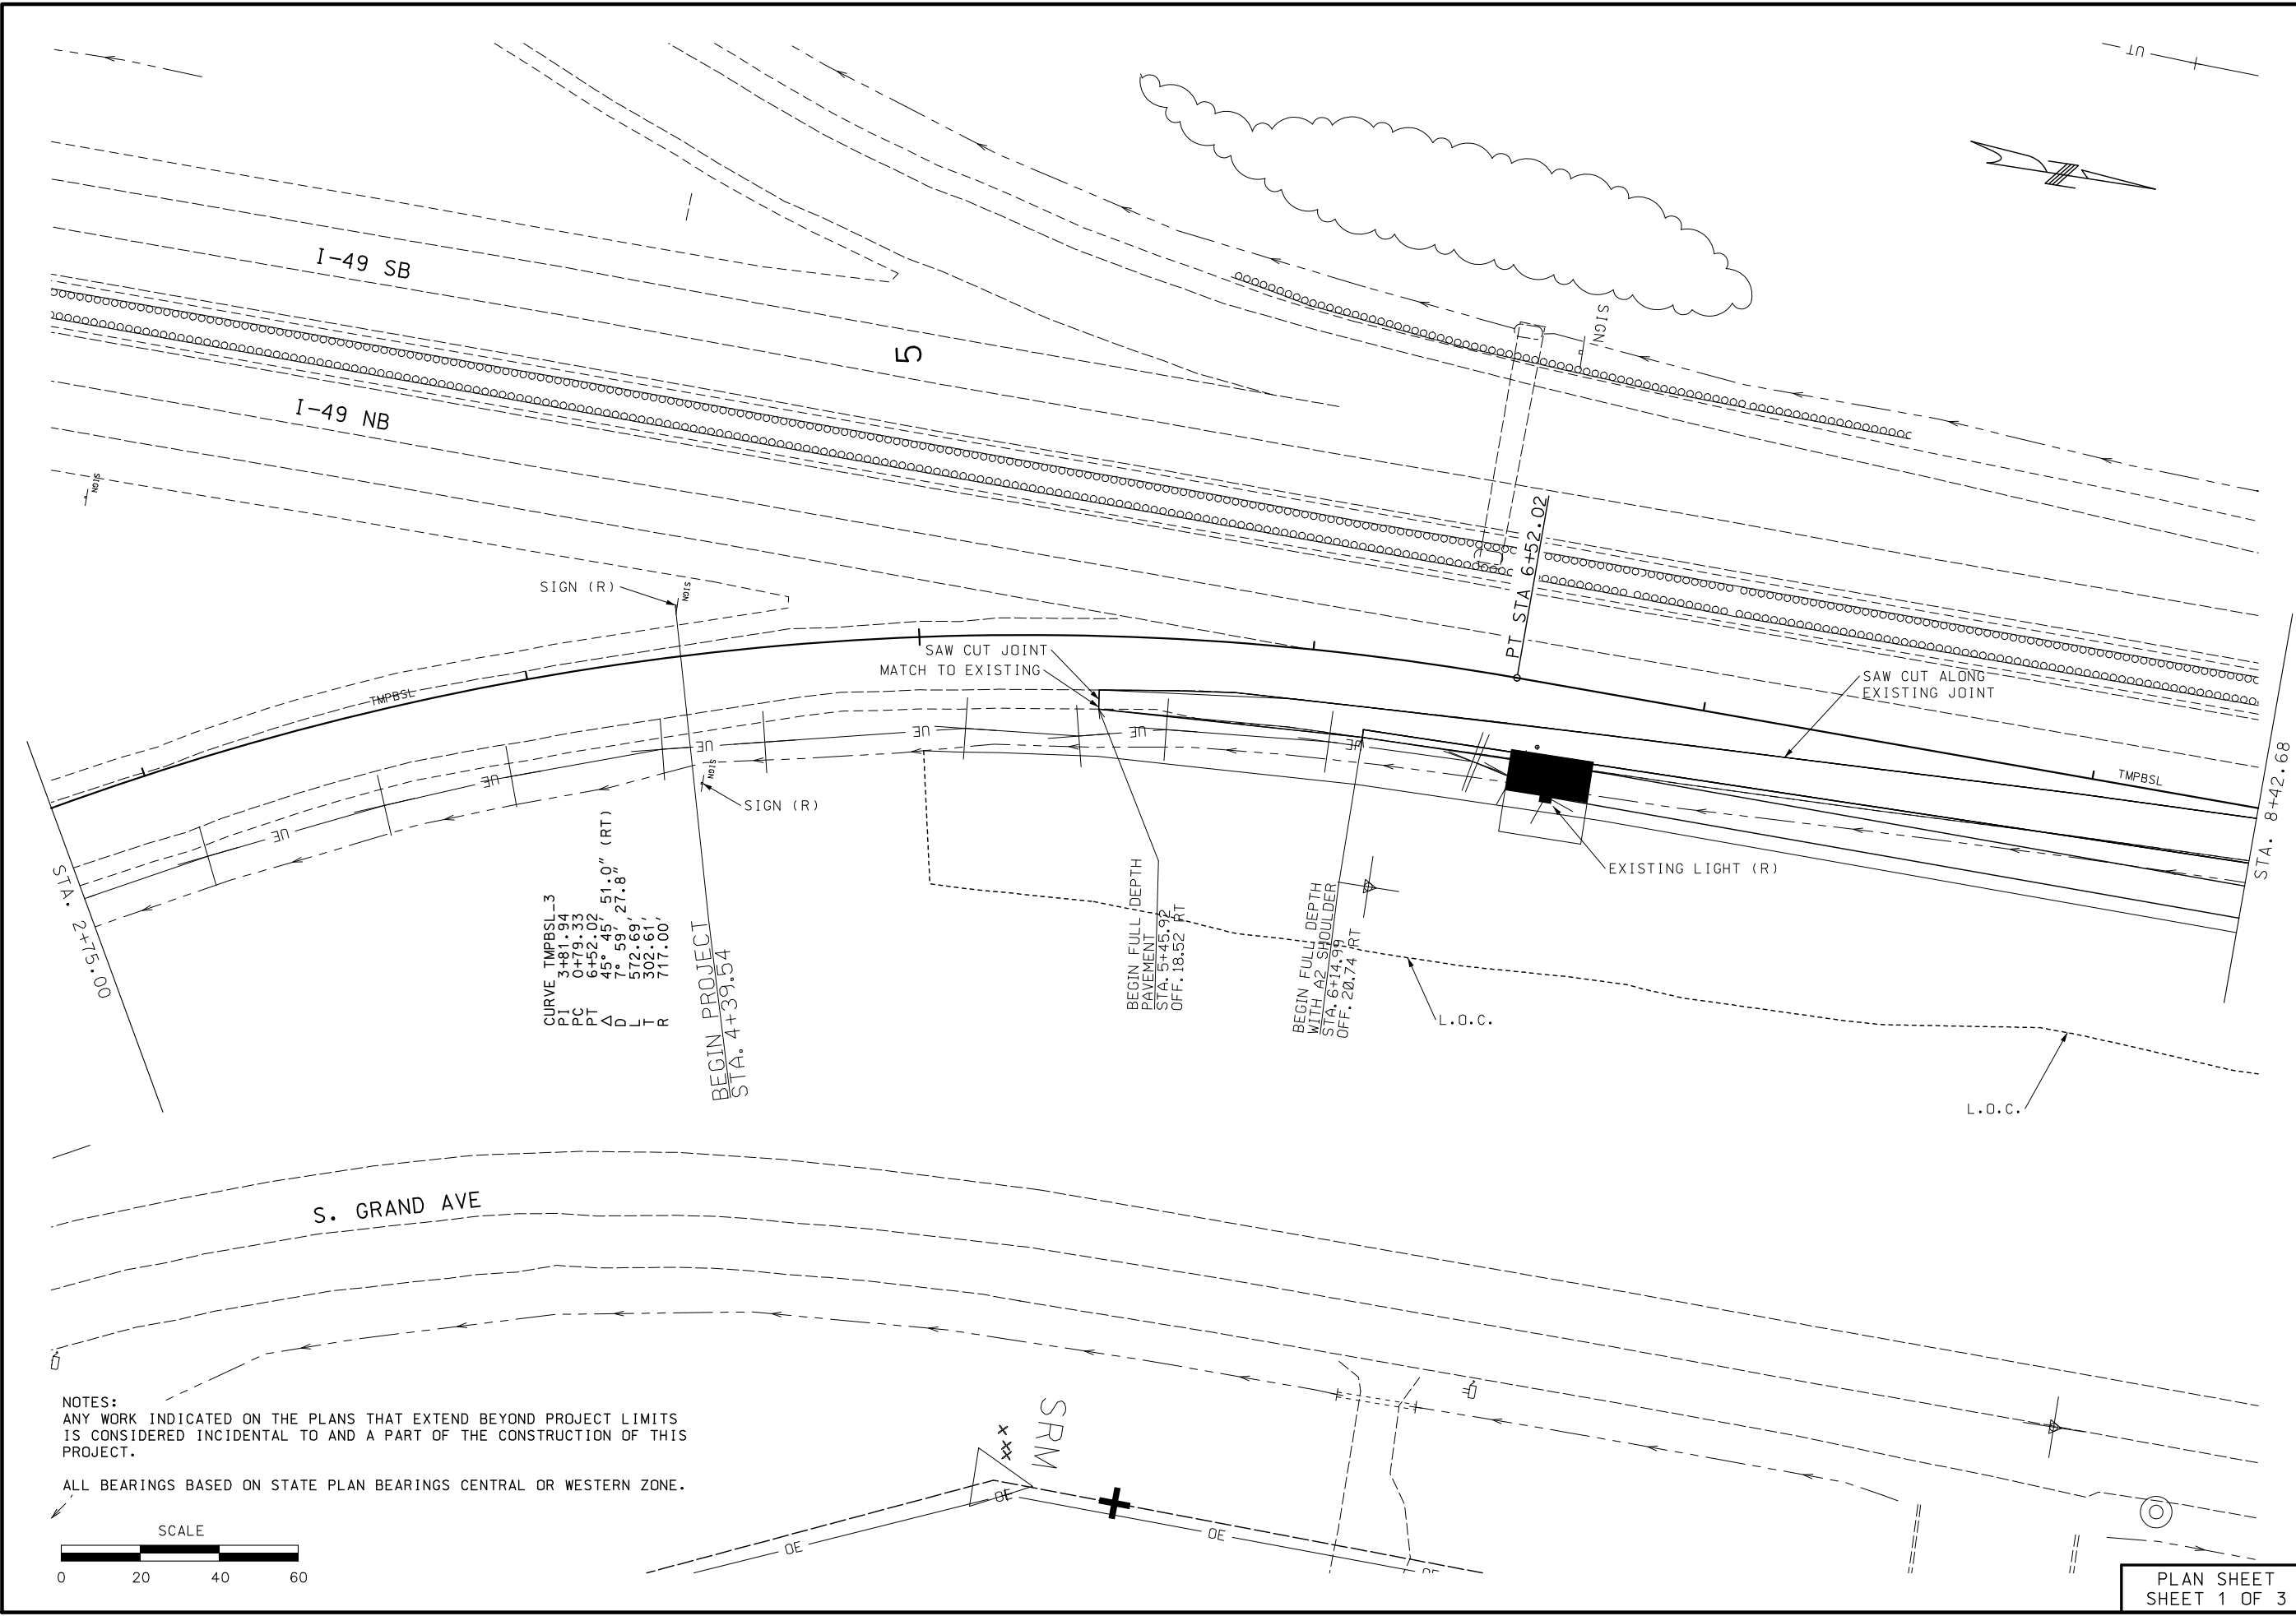 UT
I-49 SB
SIGN
5
I-49 NB
SIGN
PT STA 6+52.02
SIGN (R)
SIGN
SAW CUT JOINT
MATCH TO EXISTING
SAW CUT ALONG
EXISTING JOINT
TMPBSL
TMPBSL
UE
UE
UE
UE
UE
UE
SIGN
SIGN (R)
EXISTING LIGHT (R)
STA. 8+42.68
STA. 2+75.00
CURVE TMPBSL_3
PI 3+81.94
PC 0+79.33
PT 6+52.02
Δ 45° 45' 51.0" (RT)
D 7° 59' 27.8"
L 572.69'
T 302.61'
R 717.00'
BEGIN PROJECT
STA. 4+39.54
BEGIN FULL DEPTH
PAVEMENT
STA. 5+45.92
OFF. 18.52 RT
BEGIN FULL DEPTH
WITH A2 SHOULDER
STA. 6+14.99
OFF. 20.74 RT
L.O.C.
L.O.C.
S. GRAND AVE
NOTES:
ANY WORK INDICATED ON THE PLANS THAT EXTEND BEYOND PROJECT LIMITS
IS CONSIDERED INCIDENTAL TO AND A PART OF THE CONSTRUCTION OF THIS
PROJECT.
ALL BEARINGS BASED ON STATE PLAN BEARINGS CENTRAL OR WESTERN ZONE.
SRM
OE
OE
OE
SCALE
0 20 40 60
PLAN SHEET
SHEET 1 OF 3